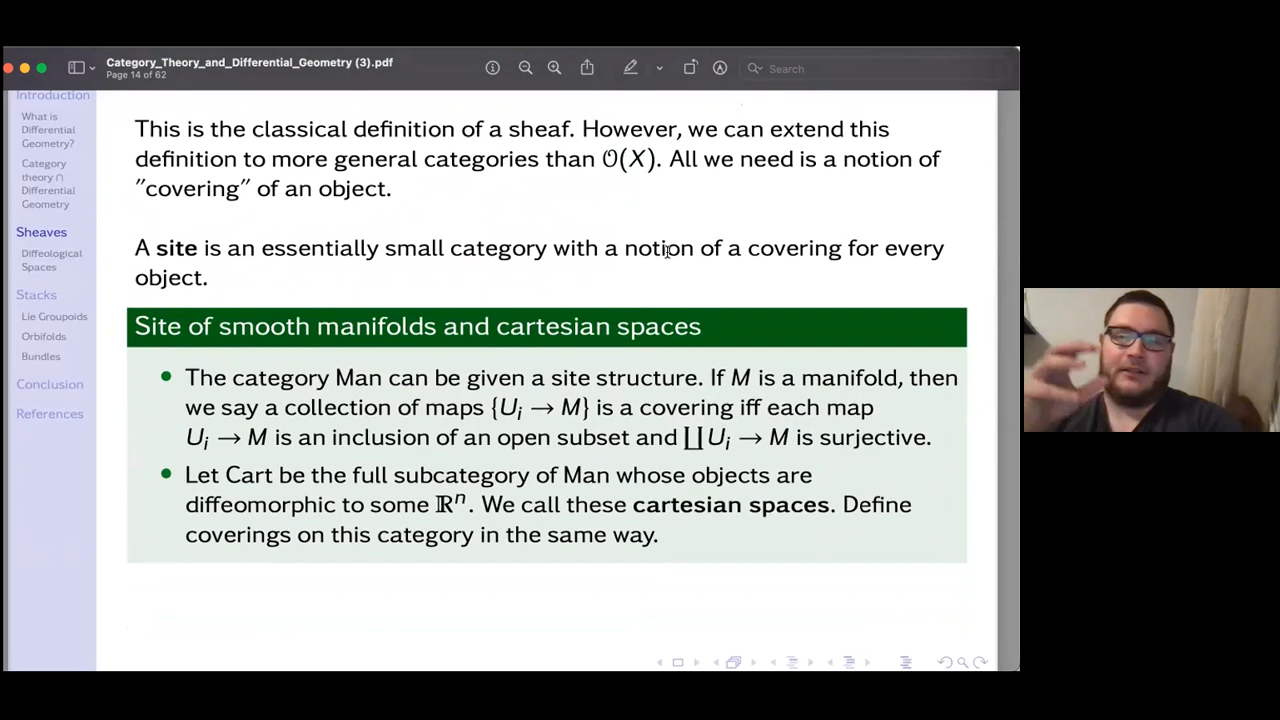 Category_Theory_and_Differential_Geometry (3).pdf
Page 14 of 62
Search
Introduction
What is
Differential
Geometry?
Category
theory ∩
Differential
Geometry
Sheaves
Diffeological
Spaces
Stacks
Lie Groupoids
Orbifolds
Bundles
Conclusion
References
This is the classical definition of a sheaf. However, we can extend this
definition to more general categories than 𝒪(X). All we need is a notion of
"covering" of an object.
A site is an essentially small category with a notion of a covering for every
object.
Site of smooth manifolds and cartesian spaces
• The category Man can be given a site structure. If M is a manifold, then
we say a collection of maps {Uᵢ → M} is a covering iff each map
Uᵢ → M is an inclusion of an open subset and ∐ Uᵢ → M is surjective.
• Let Cart be the full subcategory of Man whose objects are
diffeomorphic to some ℝⁿ. We call these cartesian spaces. Define
coverings on this category in the same way.